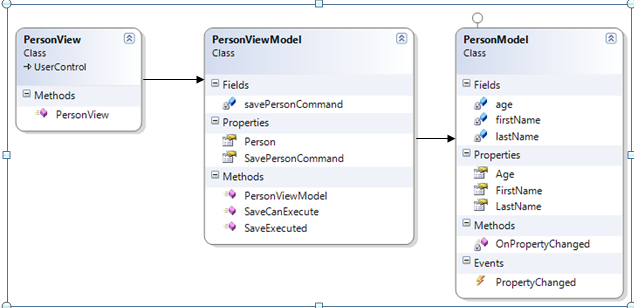 PersonView
Class
UserControl
Methods
PersonView
PersonViewModel
Class
Fields
savePersonCommand
Properties
Person
SavePersonCommand
Methods
PersonViewModel
SaveCanExecute
SaveExecuted
PersonModel
Class
Fields
age
firstName
lastName
Properties
Age
FirstName
LastName
Methods
OnPropertyChanged
Events
PropertyChanged